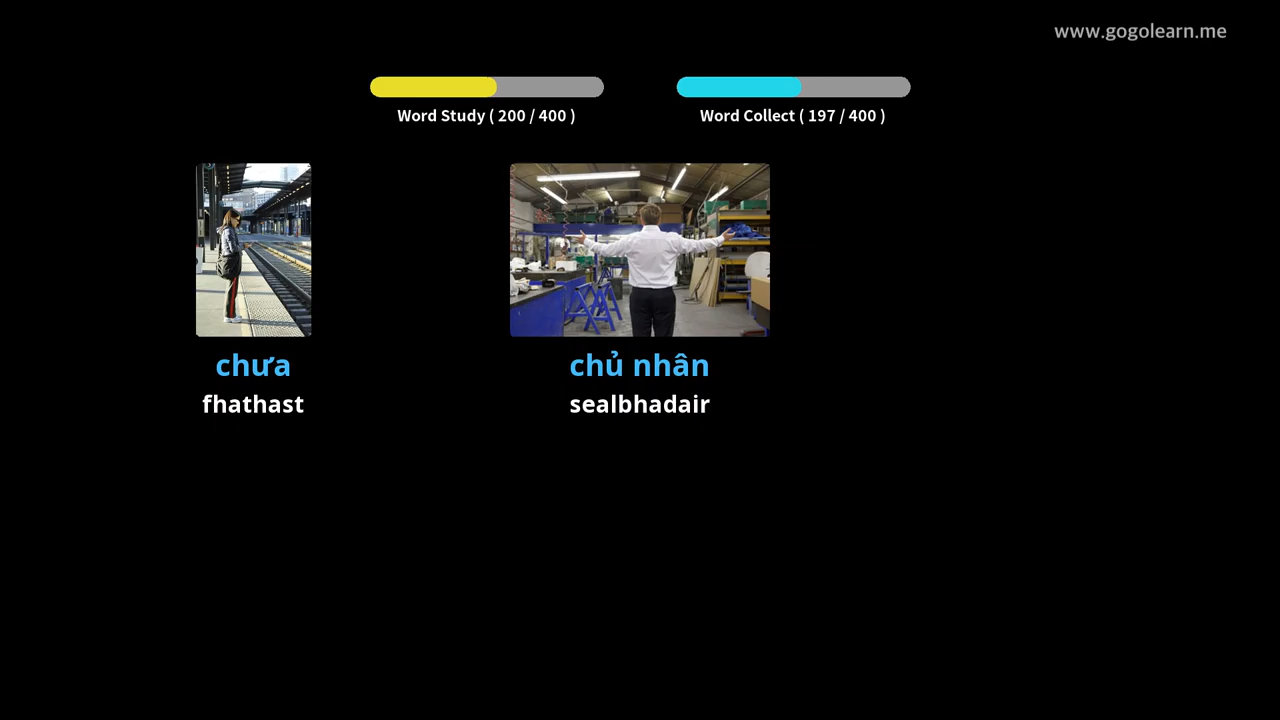 www.gogolearn.me
Word Study ( 200 / 400 )
Word Collect ( 197 / 400 )
chưa
fhathast
chủ nhân
sealbhadair